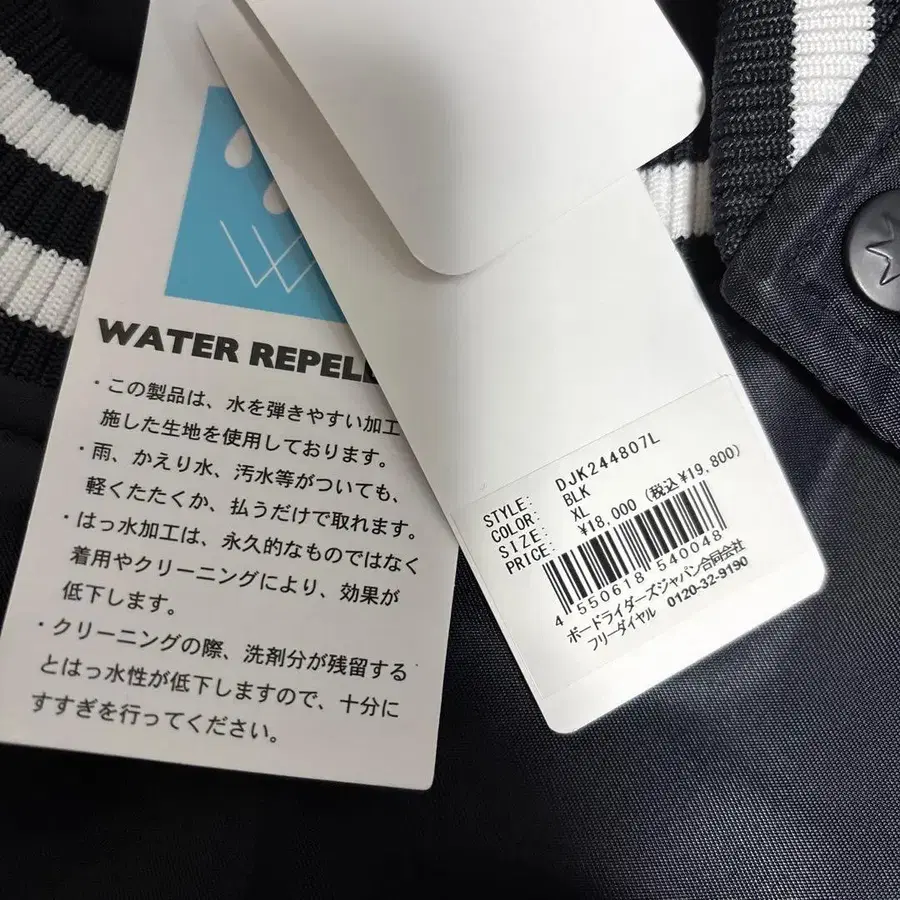 WATER REPELL
・この製品は、水を弾きやすい加工
施した生地を使用しております。
・雨、かえり水、汚水等がついても、
軽くたたくか、払うだけで取れます。
・はっ水加工は、永久的なものではなく
着用やクリーニングにより、効果が
低下します。
・クリーニングの際、洗剤分が残留する
とはっ水性が低下しますので、十分に
すすぎを行ってください。
STYLE: DJK244807L
COLOR: BLK
SIZE: XL
PRICE: ¥18,000 (税込 ¥19,800)
4 550618 540048
ボードライダーズジャパン合同会社
フリーダイヤル 0120-32-9190